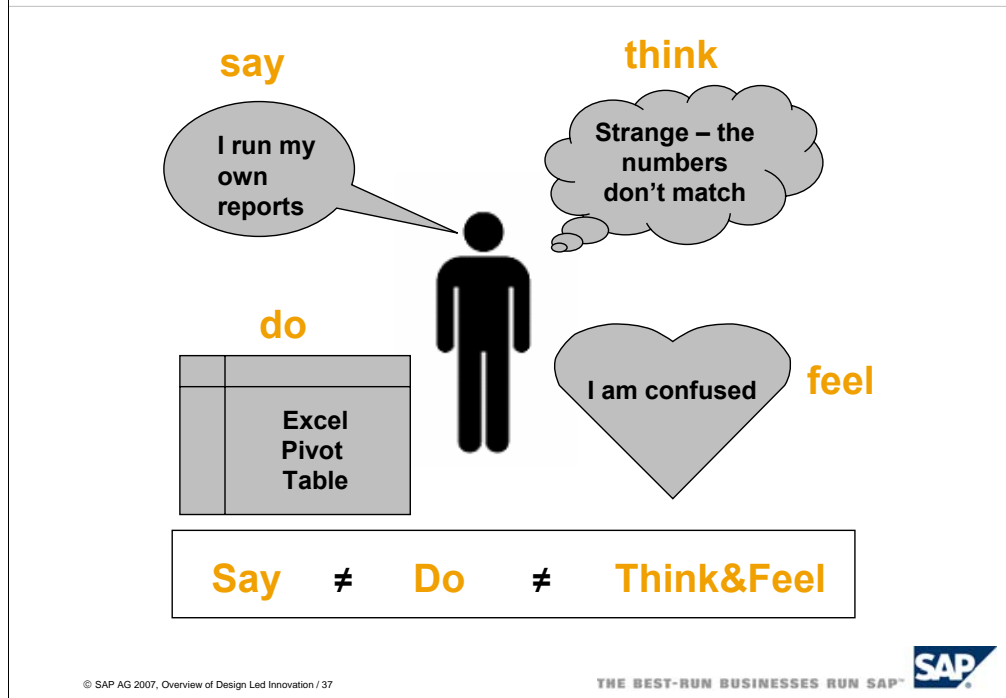 say
think
I run my
own
reports
Strange – the
numbers
don't match
do
feel
Excel
Pivot
Table
I am confused
Say ≠ Do ≠ Think&Feel
© SAP AG 2007, Overview of Design Led Innovation / 37
THE BEST-RUN BUSINESSES RUN SAP™
SAP